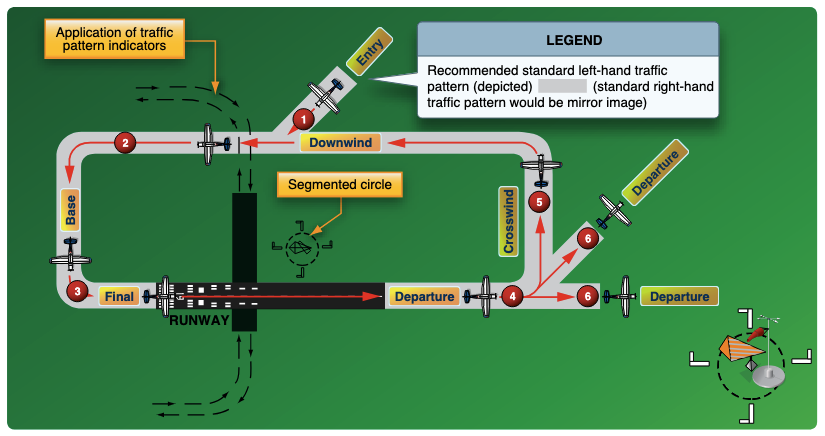 Application of traffic
pattern indicators
Entry
LEGEND
Recommended standard left-hand traffic
pattern (depicted) (standard right-hand
traffic pattern would be mirror image)
1
2
Downwind
Segmented circle
Base
Crosswind
5
Departure
6
3
Final
Departure
4
6
Departure
RUNWAY